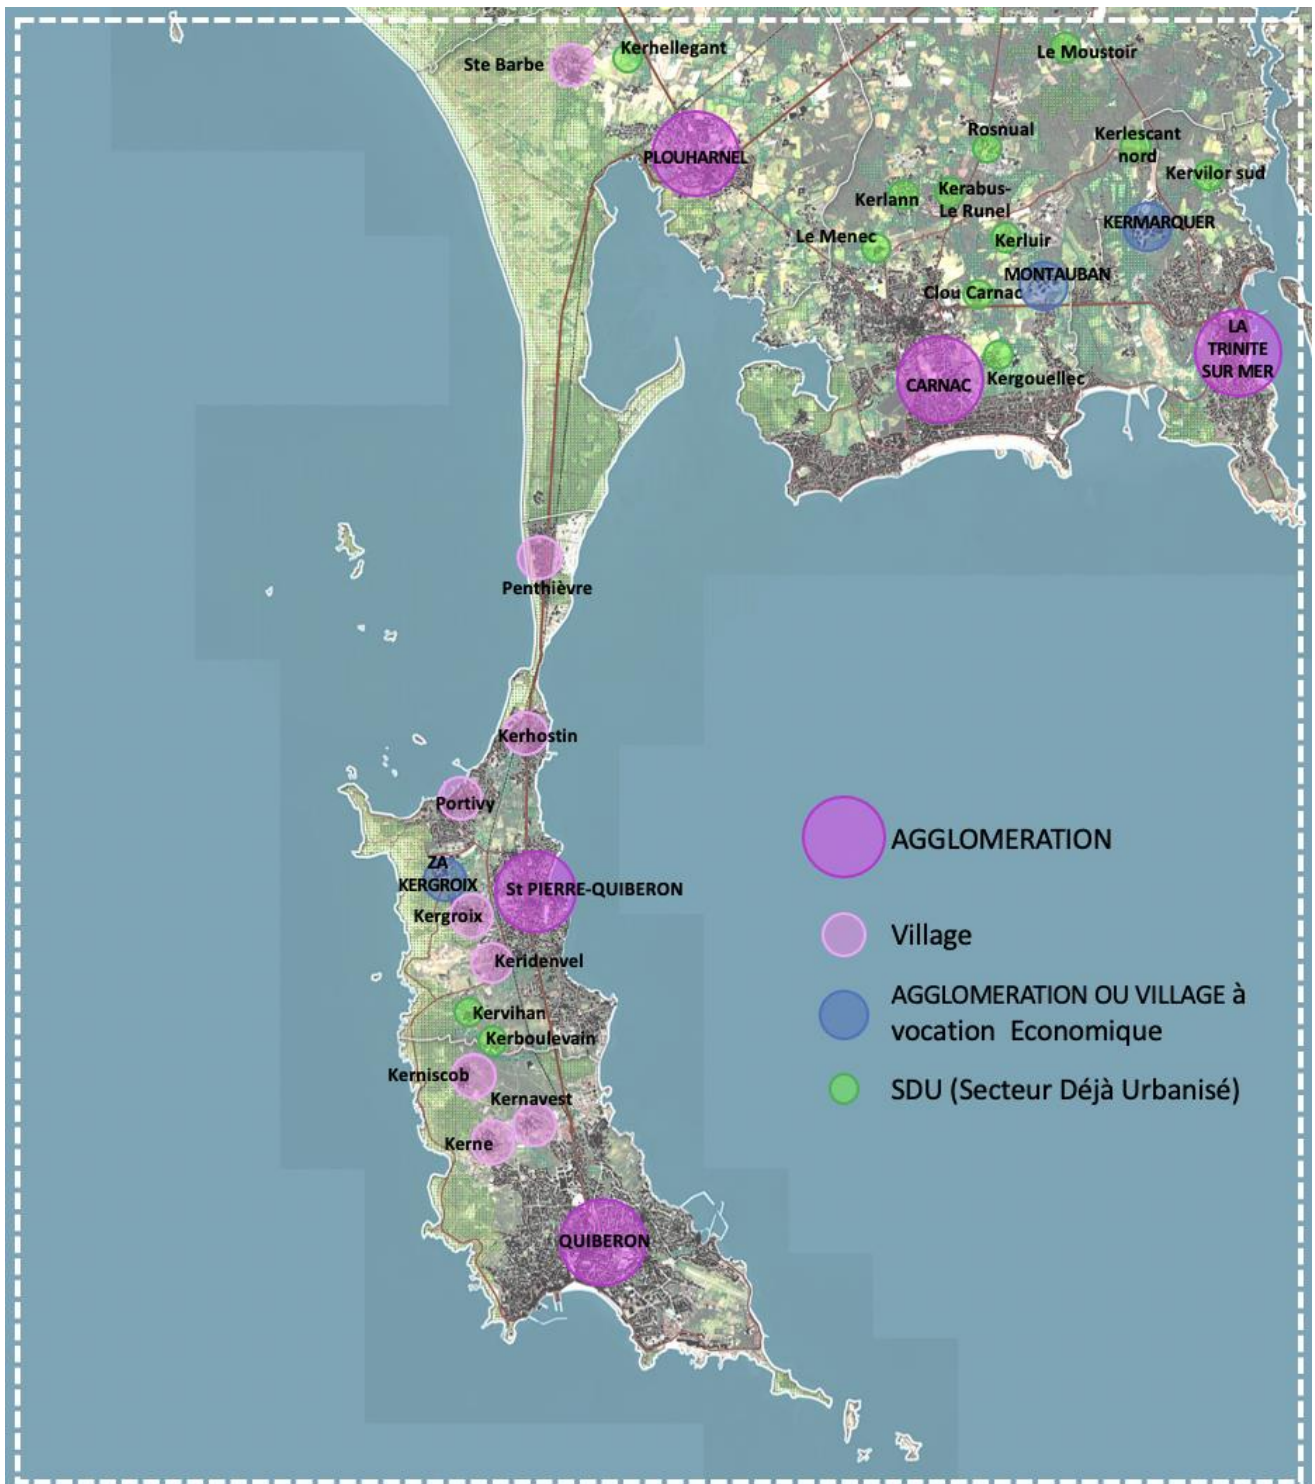 Kerhellegant
Le Moustoir
Ste Barbe
Rosnual
Kerlescant
nord
PLOUHARNEL
Kervilor sud
Kerlann
Kerabus-
Le Runel
KERMARQUER
Le Menec
Kerluir
MONTAUBAN
Clou Carnac
LA
TRINITE
SUR MER
CARNAC
Kergouellec
Penthièvre
Kerhostin
Portivy
ZA
KERGROIX
St PIERRE-QUIBERON
Kergroix
Keridenvel
Kervihan
Kerboulevain
Kerniscob
Kernavest
Kerne
QUIBERON
AGGLOMERATION
Village
AGGLOMERATION OU VILLAGE à
vocation Economique
SDU (Secteur Déjà Urbanisé)